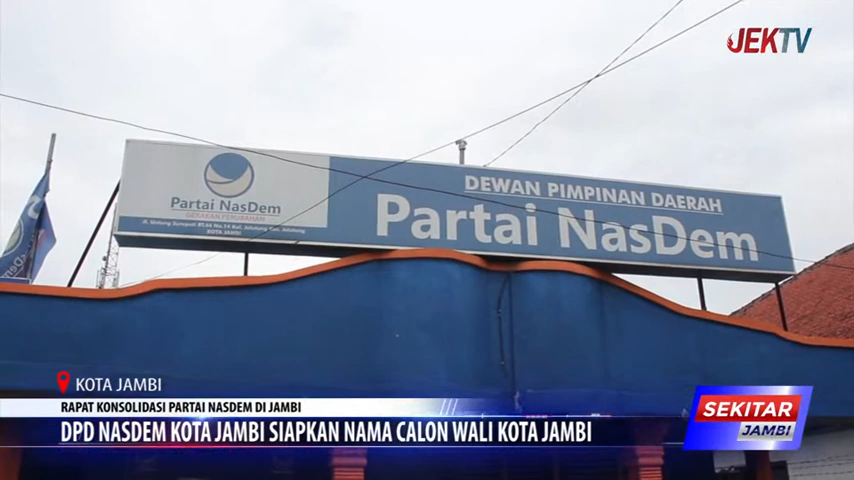 JEKTV
DEWAN PIMPINAN DAERAH
Partai NasDem
Partai NasDem
GERAKAN PERUBAHAN
KOTA JAMBI
KOTA JAMBI
RAPAT KONSOLIDASI PARTAI NASDEM DI JAMBI
DPD NASDEM KOTA JAMBI SIAPKAN NAMA CALON WALI KOTA JAMBI
SEKITAR
JAMBI